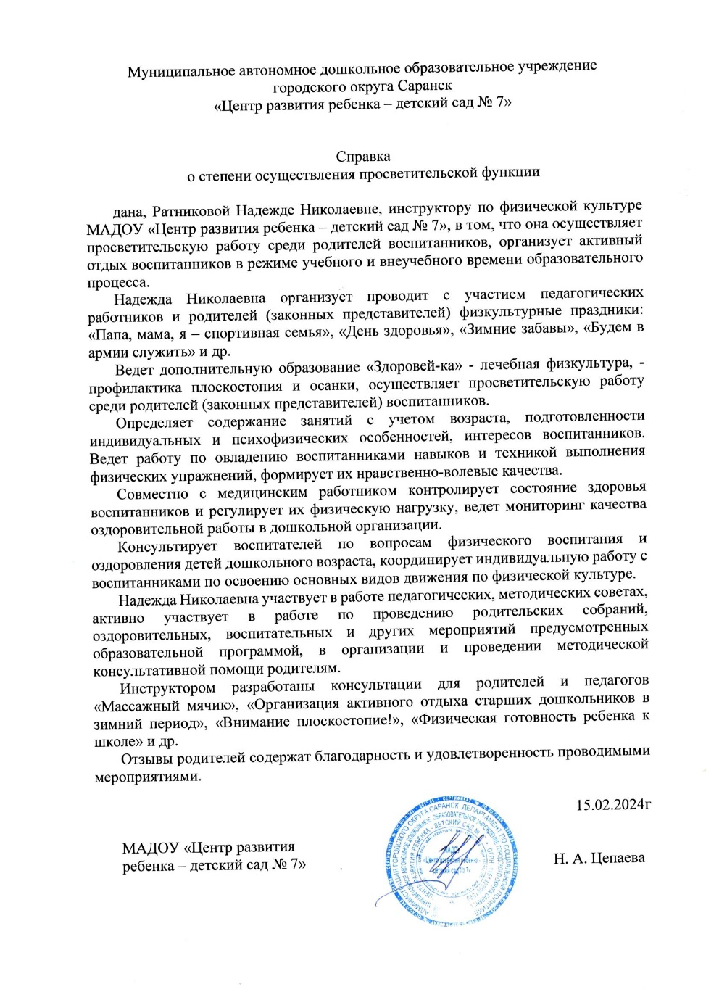 Муниципальное автономное дошкольное образовательное учреждение
городского округа Саранск
«Центр развития ребенка – детский сад № 7»
Справка
о степени осуществления просветительской функции
дана, Ратниковой Надежде Николаевне, инструктору по физической культуре
МАДОУ «Центр развития ребенка – детский сад № 7», в том, что она осуществляет
просветительскую работу среди родителей воспитанников, организует активный
отдых воспитанников в режиме учебного и внеучебного времени образовательного
процесса.
Надежда Николаевна организует проводит с участием педагогических
работников и родителей (законных представителей) физкультурные праздники:
«Папа, мама, я – спортивная семья», «День здоровья», «Зимние забавы», «Будем в
армии служить» и др.
Ведет дополнительную образование «Здоровей-ка» - лечебная физкультура, -
профилактика плоскостопия и осанки, осуществляет просветительскую работу
среди родителей (законных представителей) воспитанников.
Определяет содержание занятий с учетом возраста, подготовленности
индивидуальных и психофизических особенностей, интересов воспитанников.
Ведет работу по овладению воспитанниками навыков и техникой выполнения
физических упражнений, формирует их нравственно-волевые качества.
Совместно с медицинским работником контролирует состояние здоровья
воспитанников и регулирует их физическую нагрузку, ведет мониторинг качества
оздоровительной работы в дошкольной организации.
Консультирует воспитателей по вопросам физического воспитания и
оздоровления детей дошкольного возраста, координирует индивидуальную работу с
воспитанниками по освоению основных видов движения по физической культуре.
Надежда Николаевна участвует в работе педагогических, методических советах,
активно участвует в работе по проведению родительских собраний,
оздоровительных, воспитательных и других мероприятий предусмотренных
образовательной программой, в организации и проведении методической
консультативной помощи родителям.
Инструктором разработаны консультации для родителей и педагогов
«Массажный мячик», «Организация активного отдыха старших дошкольников в
зимний период», «Внимание плоскостопие!», «Физическая готовность ребенка к
школе» и др.
Отзывы родителей содержат благодарность и удовлетворенность проводимыми
мероприятиями.
15.02.2024г
МАДОУ «Центр развития
ребенка – детский сад № 7»
Н. А. Цепаева
МАДОУ
«Центр развития ребенка -
детский сад № 7»